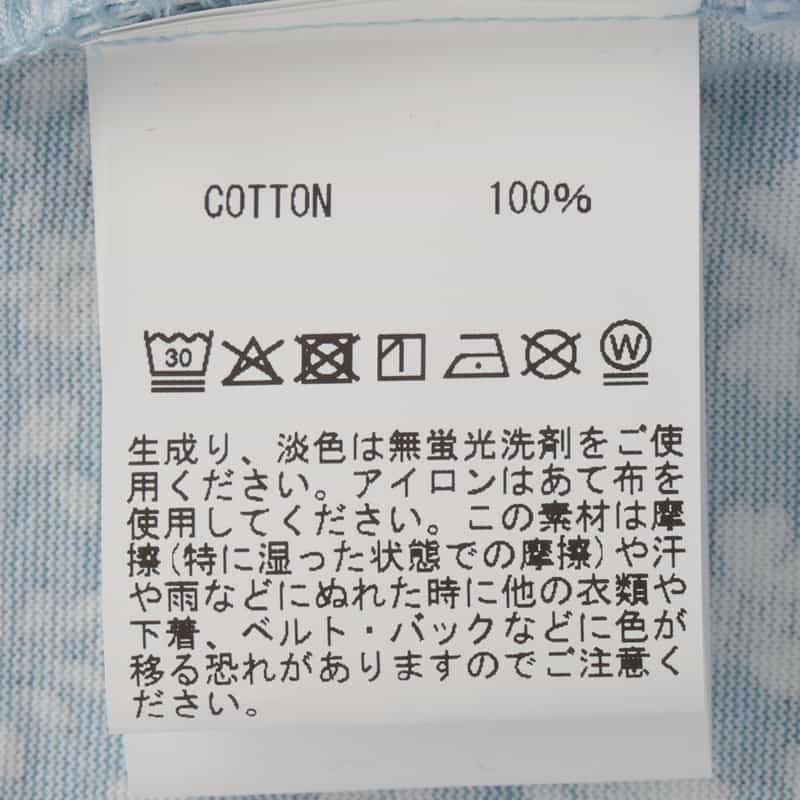 COTTON 100%
30 W
生成り、淡色は無蛍光洗剤をご使
用ください。アイロンはあて布を
使用してください。この素材は摩
擦(特に湿った状態での摩擦)や汗
や雨などにぬれた時に他の衣類や
下着、ベルト・バックなどに色が
移る恐れがありますのでご注意く
ださい。